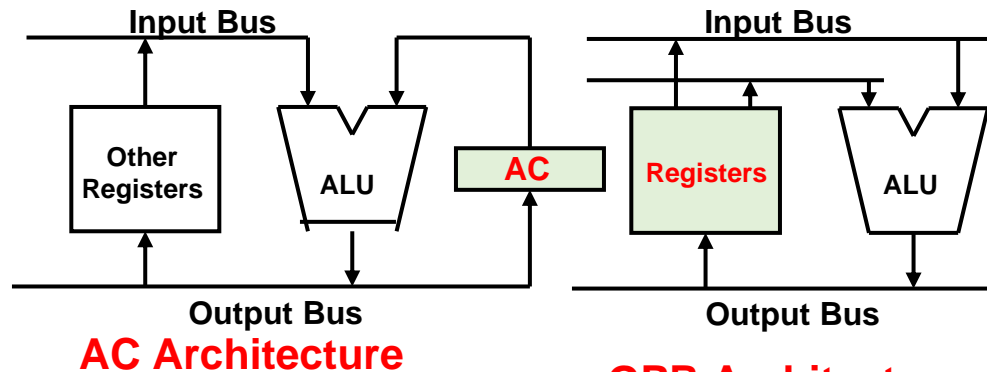 Input Bus
Other
Registers
ALU
AC
Output Bus
AC Architecture
Input Bus
Registers
ALU
Output Bus